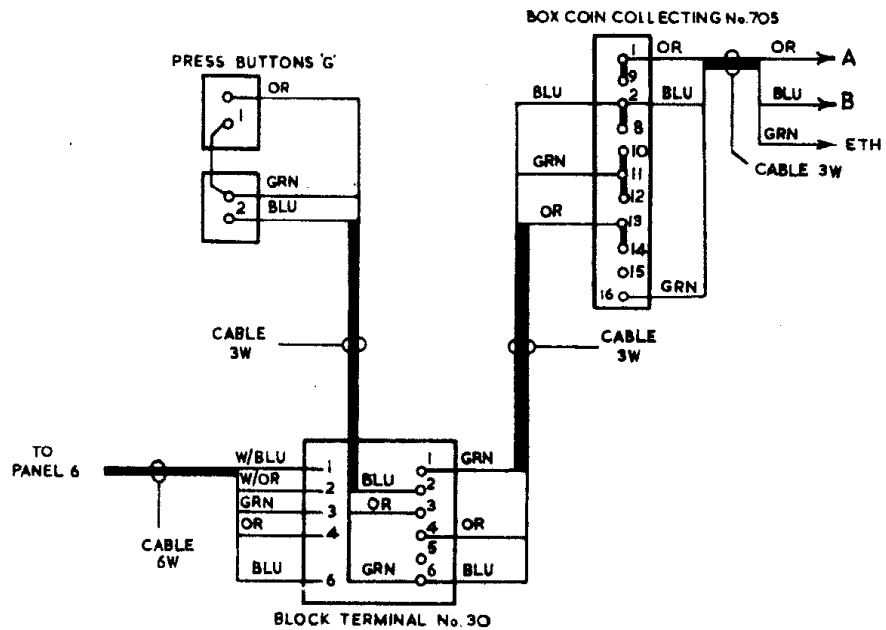 BOX COIN COLLECTING No. 705
PRESS BUTTONS 'G'
OR
1
GRN
BLU
2
1
9
2
8
10
11
12
13
14
15
16
OR
OR
A
BLU
BLU
BLU
B
GRN
ETH
GRN
CABLE 3W
OR
GRN
CABLE
3W
CABLE
3W
TO
PANEL 6
W/BLU
W/OR
GRN
OR
BLU
CABLE
6W
1
2
3
4
6
BLU
OR
GRN
1
2
3
4
5
6
GRN
OR
BLU
BLOCK TERMINAL No. 30